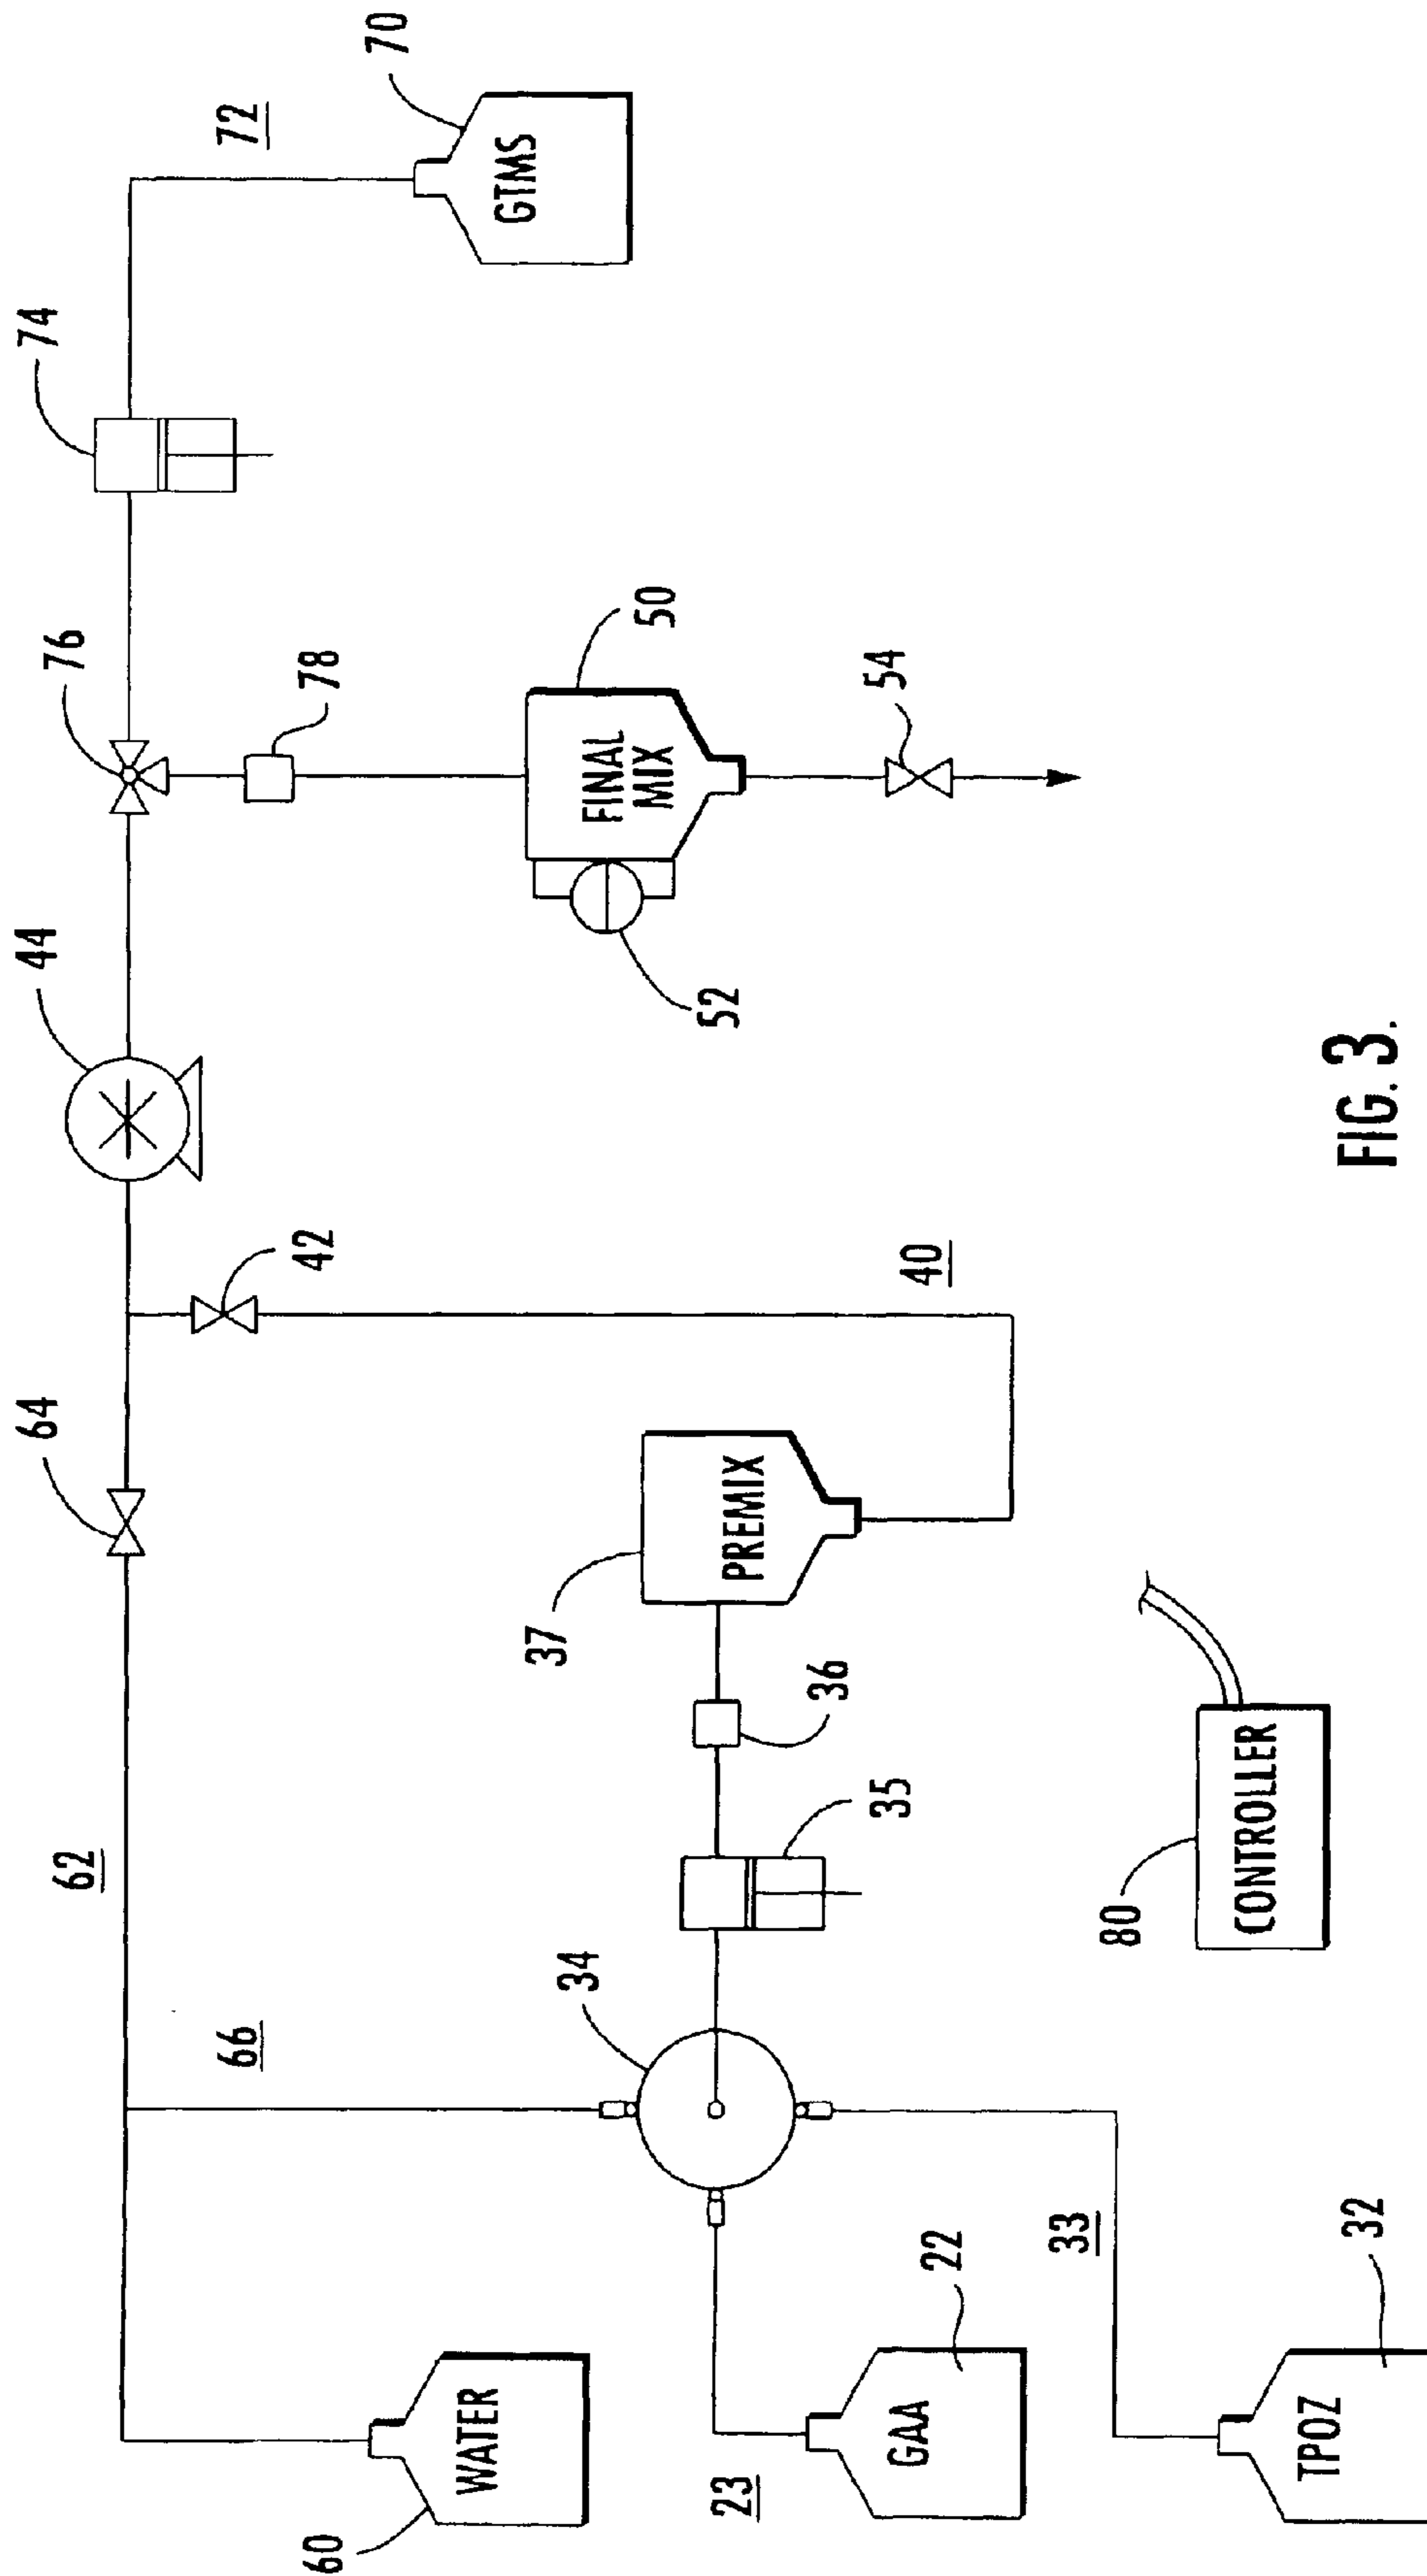 60
WATER
62
64
66
44
76
74
72
70
GTMS
78
42
50
FINAL
MIX
52
54
40
37
PREMIX
36
35
34
23
GAA
22
33
TPOZ
32
80
CONTROLLER
FIG. 3.